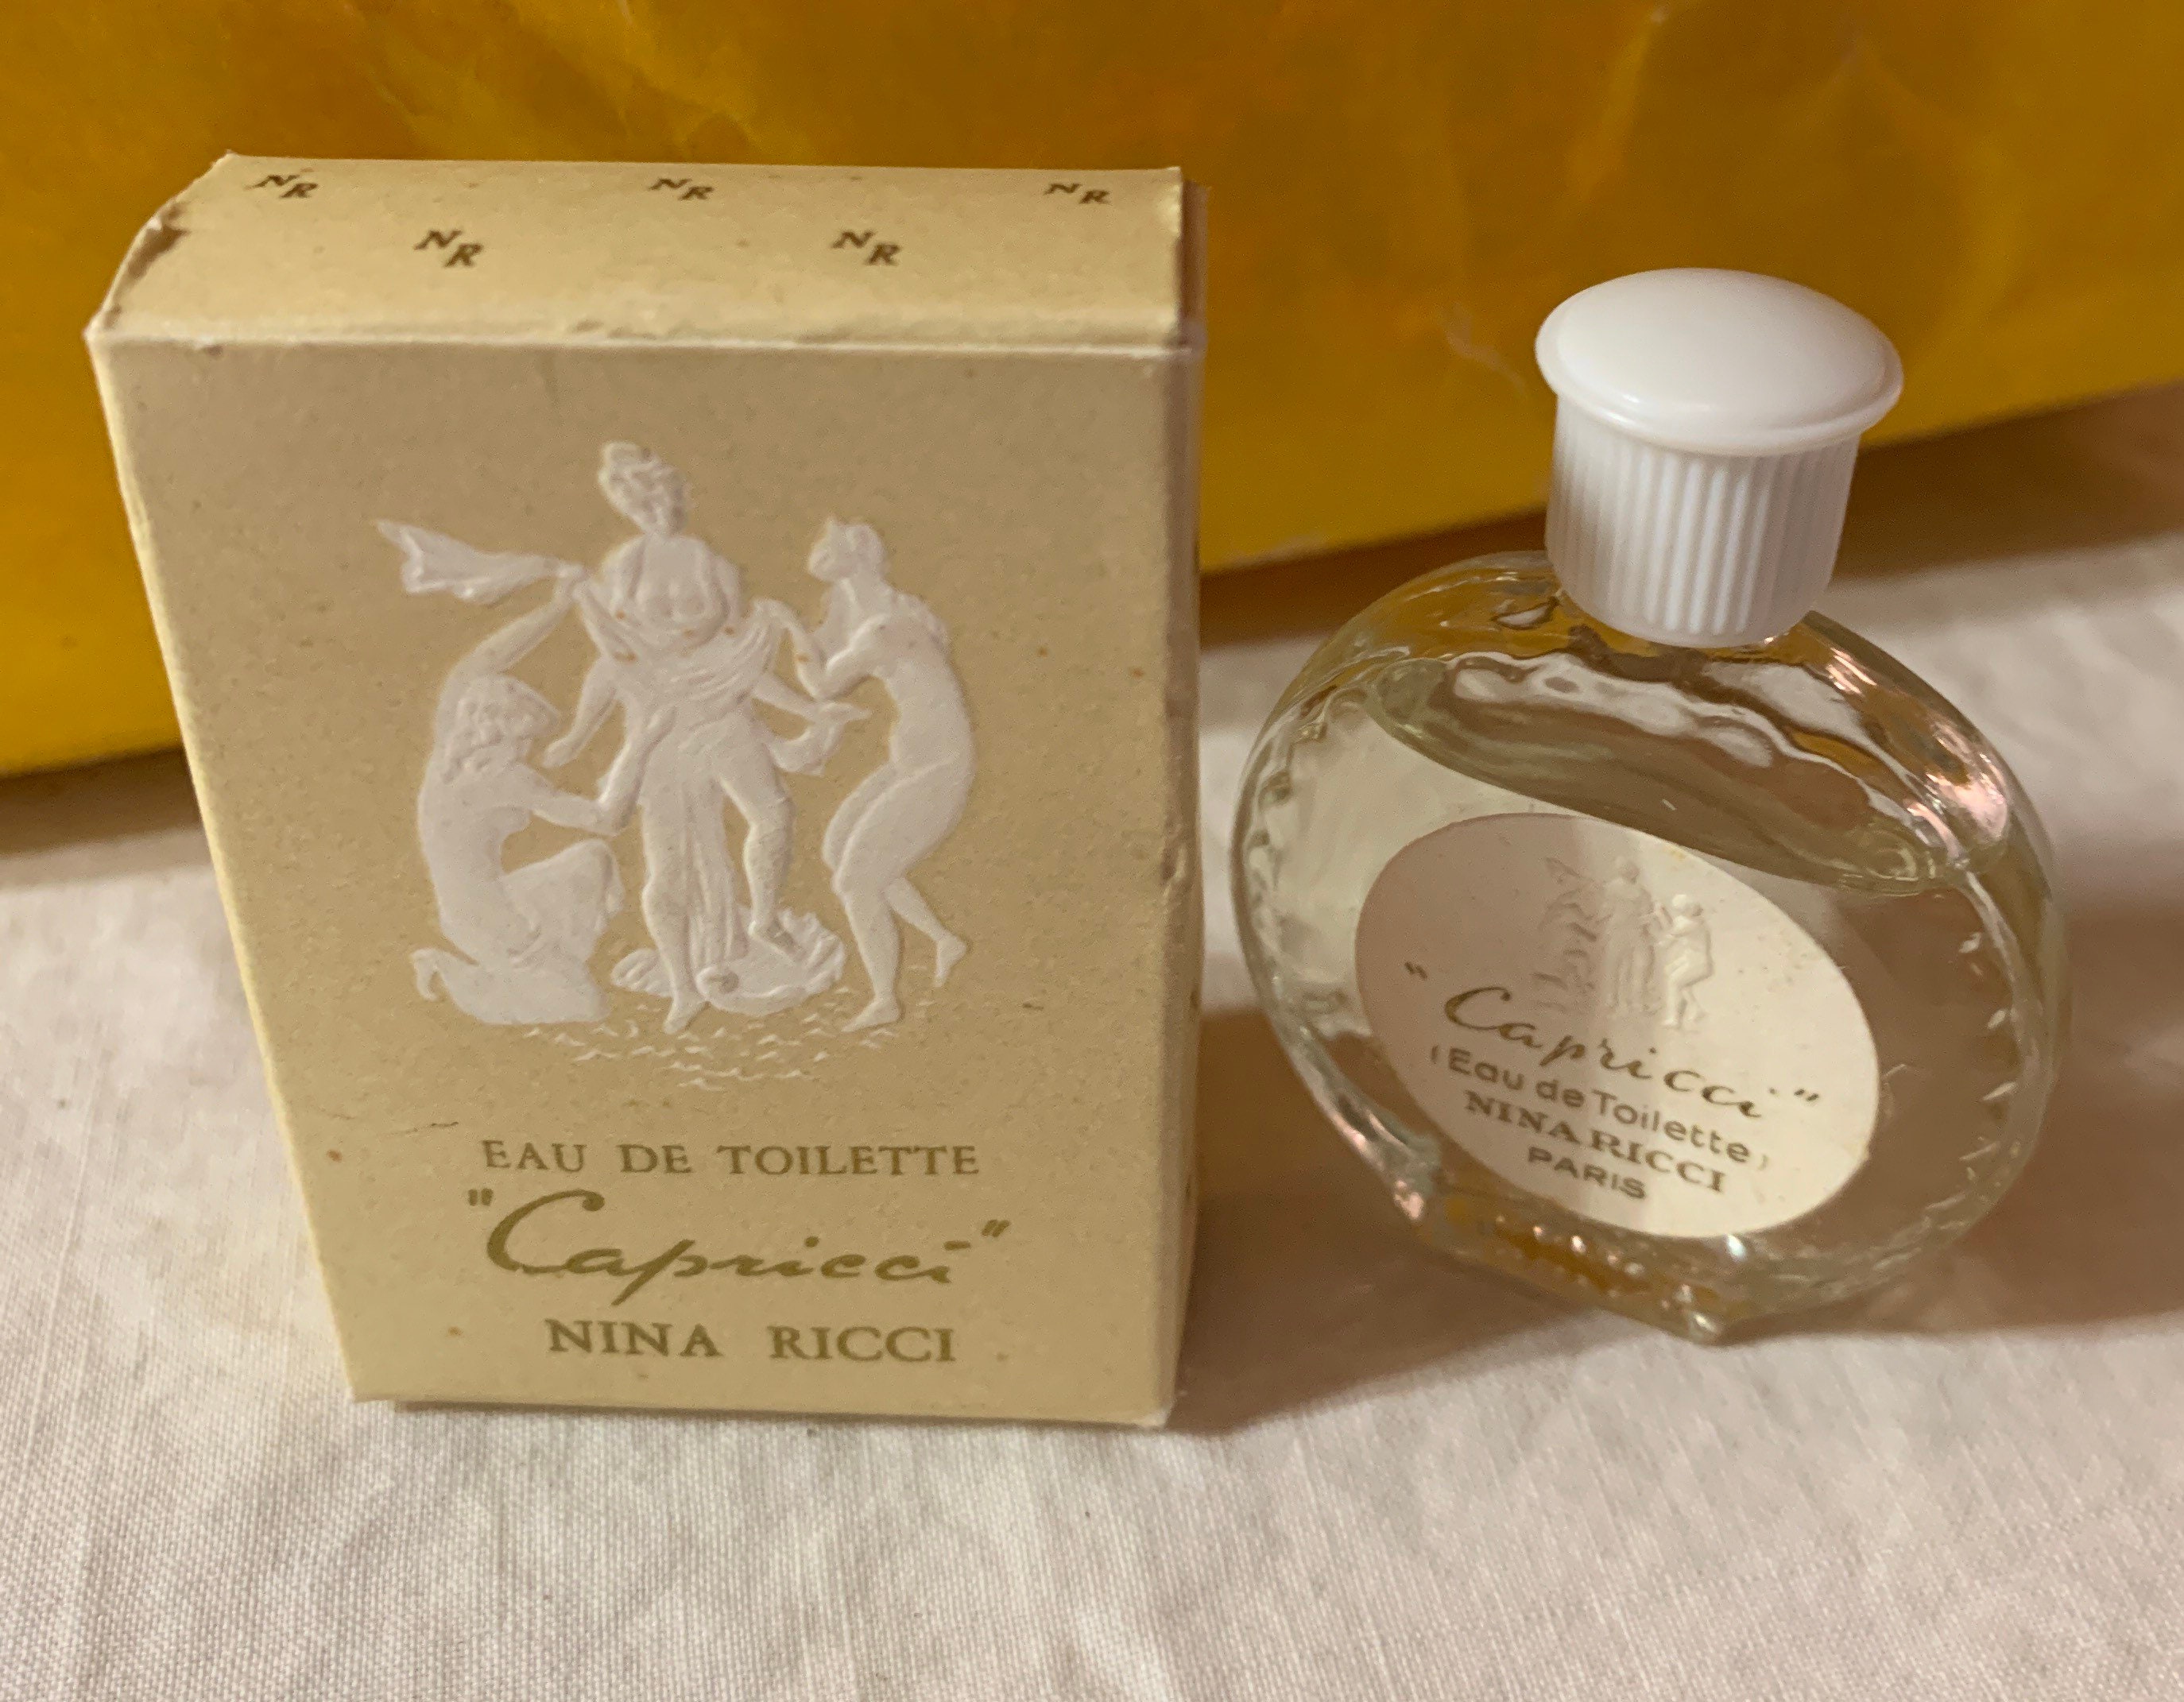 NR NR NR
NR NR
EAU DE TOILETTE
"Capricci"
NINA RICCI
"Capricci"
(Eau de Toilette)
NINA RICCI
PARIS